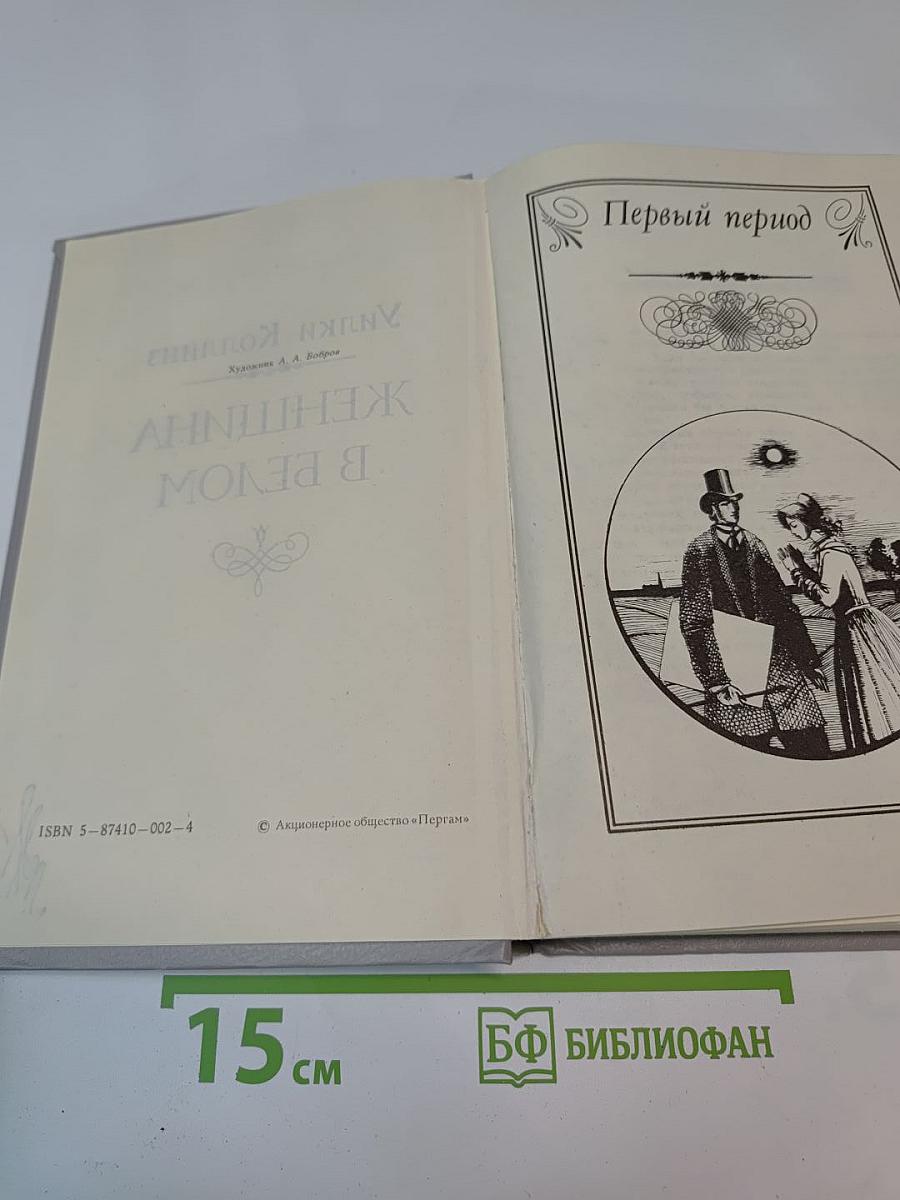 Уилки Коллинз
Художник А. А. Бобров
ЖЕНЩИНА
В БЕЛОМ
ISBN 5—87410—002—4
© Акционерное общество «Пергам»
Первый период
15 см
БФ БИБЛИОФАН